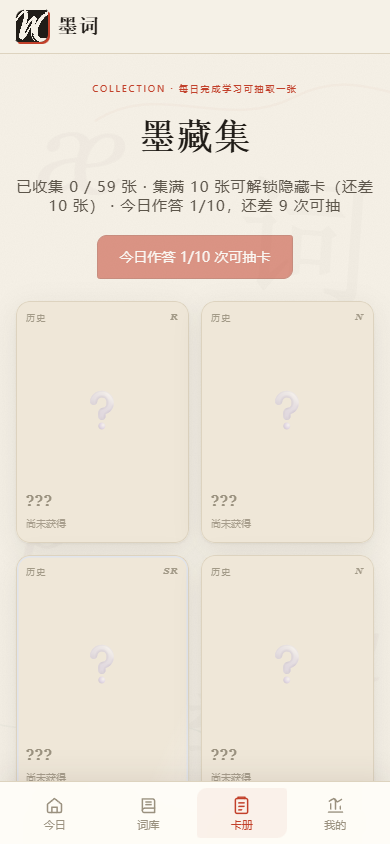 墨词
COLLECTION · 每日完成学习可抽取一张
墨藏集
已收集 0 / 59 张 · 集满 10 张可解锁隐藏卡（还差
10 张） · 今日作答 1/10，还差 9 次可抽
今日作答 1/10 次可抽卡
历史 R
历史 N
???
尚未获得
???
尚未获得
历史 SR
历史 N
???
尚未获得
???
尚未获得
今日
词库
卡册
我的